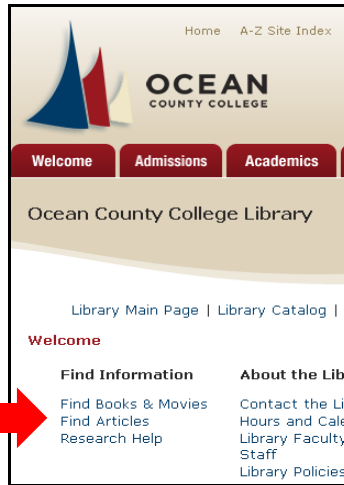 Home A-Z Site Index
OCEAN
COUNTY COLLEGE
Welcome Admissions Academics
Ocean County College Library
Library Main Page | Library Catalog |
Welcome
Find Information About the Lib
Find Books & Movies Contact the Li
Find Articles Hours and Cale
Research Help Library Faculty
Staff
Library Policies